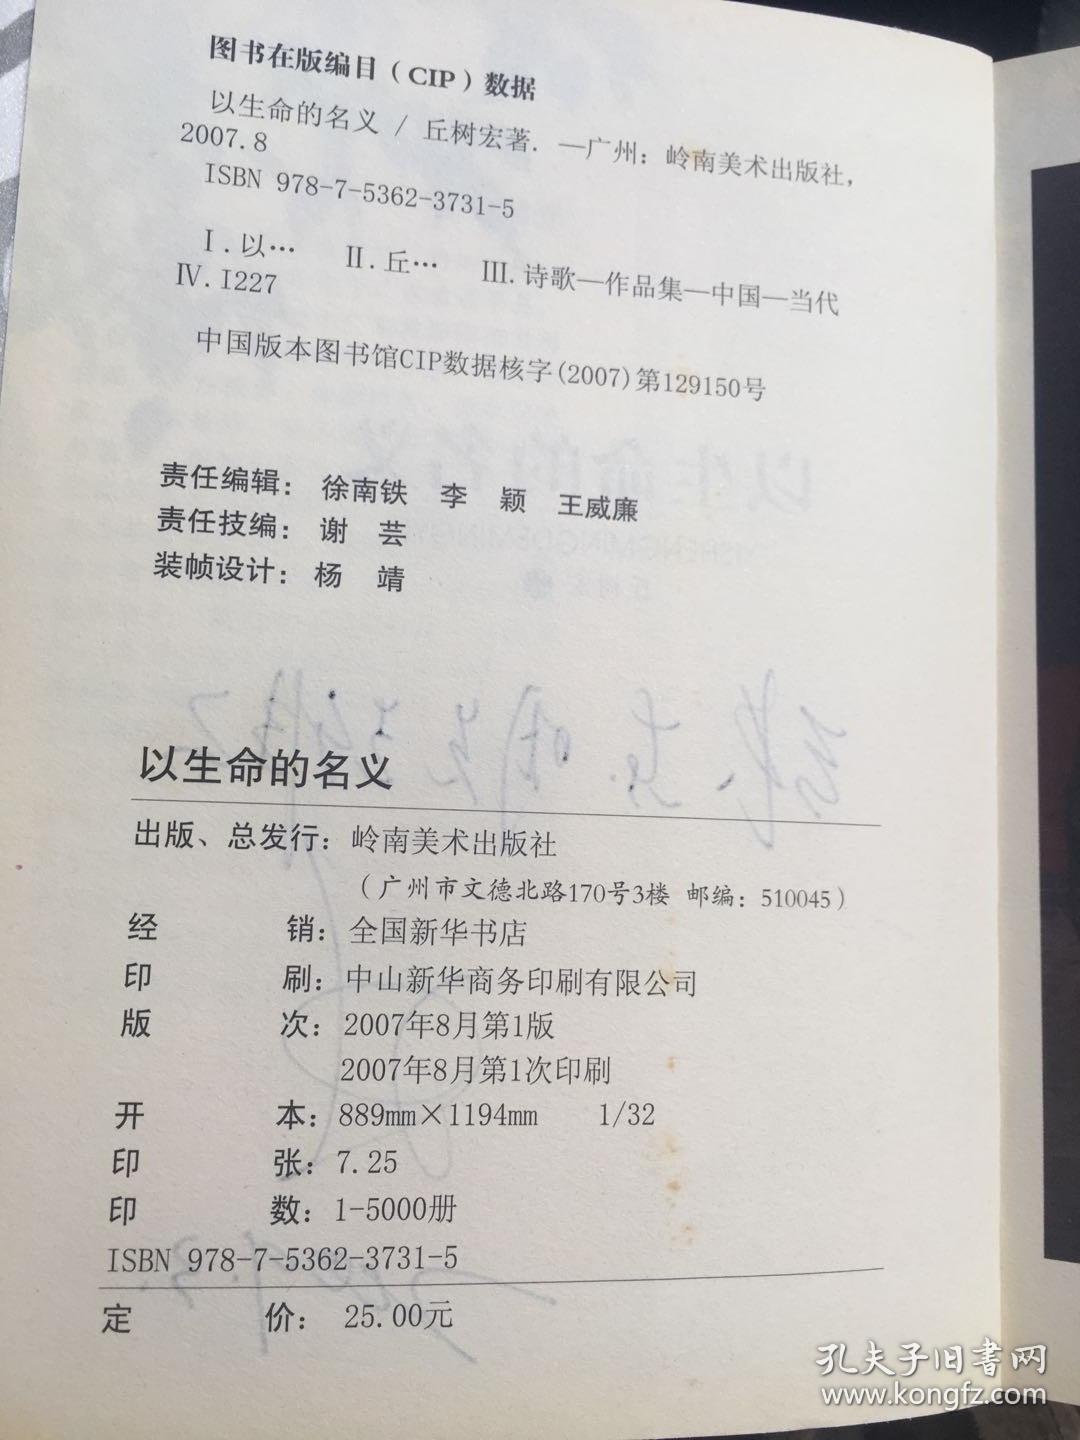 图书在版编目（CIP）数据
以生命的名义 / 丘树宏著. —广州：岭南美术出版社，
2007.8
ISBN 978-7-5362-3731-5
Ⅰ.以… Ⅱ.丘… Ⅲ.诗歌—作品集—中国—当代
Ⅳ.I227
中国版本图书馆CIP数据核字(2007)第129150号
责任编辑：徐南铁 李 颖 王威廉
责任技编：谢 芸
装帧设计：杨 靖
以生命的名义
出版、总发行：岭南美术出版社
（广州市文德北路170号3楼 邮编：510045）
经 销：全国新华书店
印 刷：中山新华商务印刷有限公司
版 次：2007年8月第1版
2007年8月第1次印刷
开 本：889mm×1194mm 1/32
印 张：7.25
印 数：1-5000册
ISBN 978-7-5362-3731-5
定 价：25.00元
孔夫子旧书网
www.kongfz.com